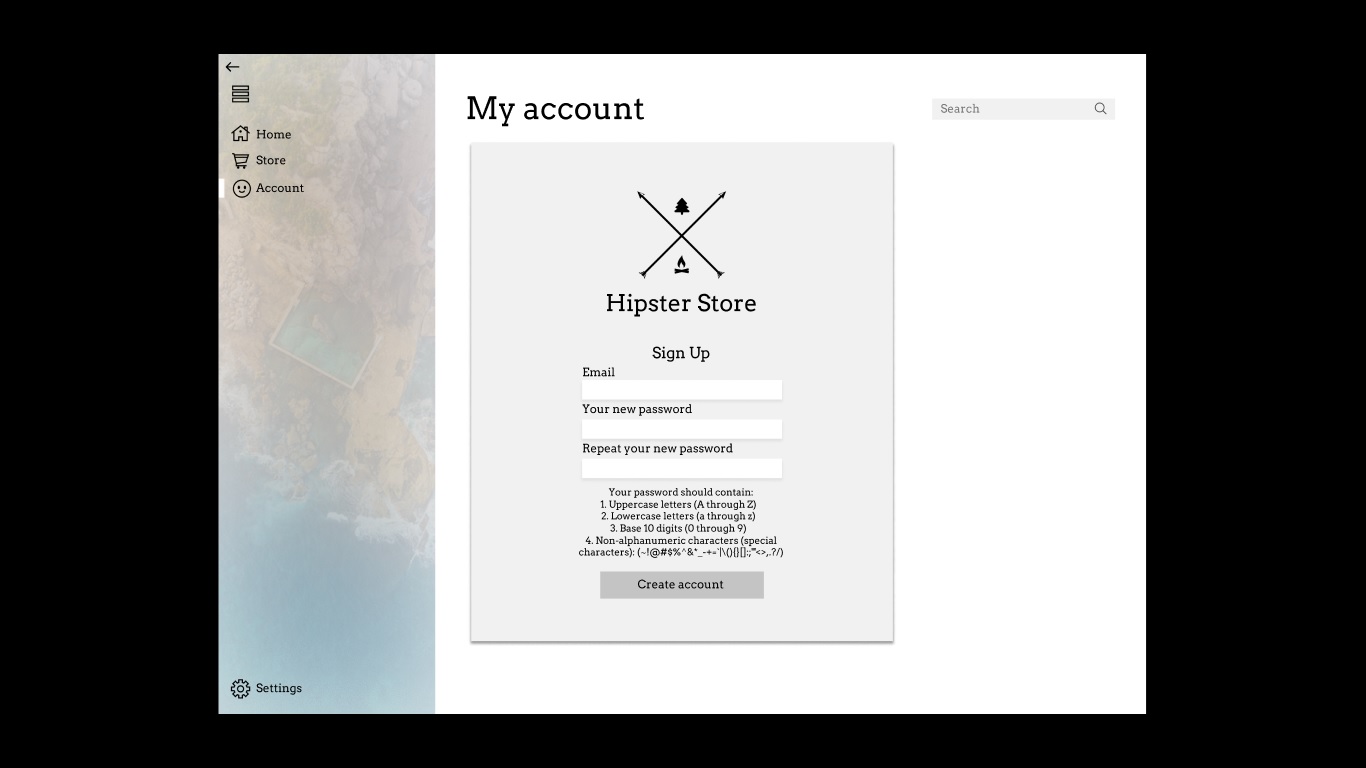 Home
Store
Account
Settings
My account
Search
Hipster Store
Sign Up
Email
Your new password
Repeat your new password
Your password should contain:
1. Uppercase letters (A through Z)
2. Lowercase letters (a through z)
3. Base 10 digits (0 through 9)
4. Non-alphanumeric characters (special
characters): (~!@#$%^&*_-+=`|\(){}[]:;"'<>,.?/)
Create account